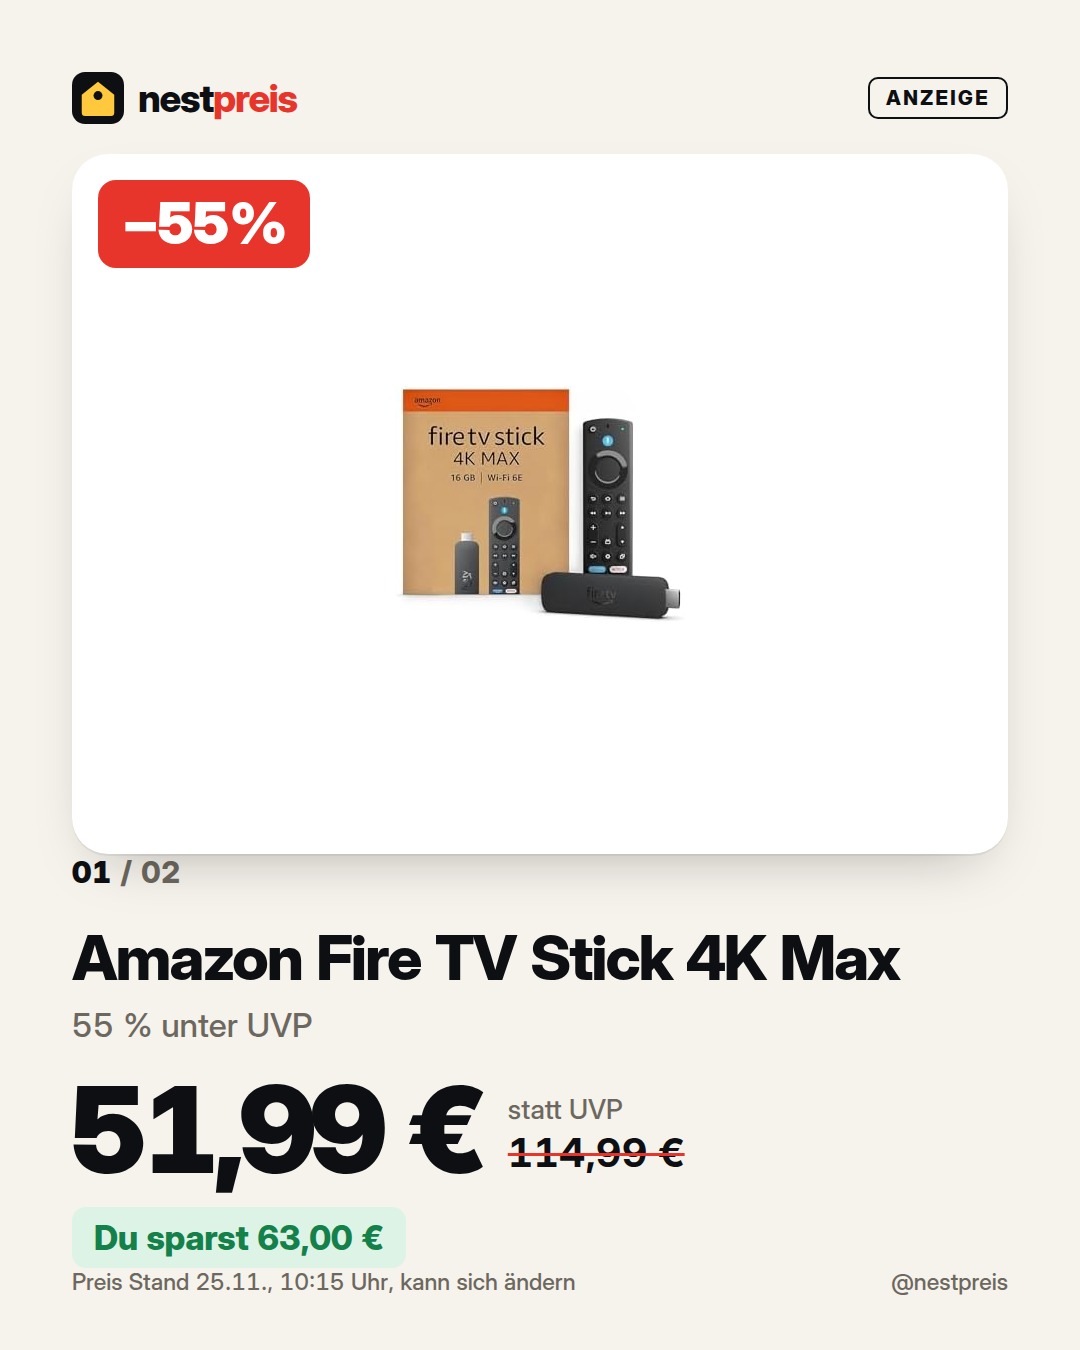 nestpreis
ANZEIGE
–55%
amazon
fire tv stick
4K MAX
16 GB | Wi-Fi 6E
fire tv
01 / 02
Amazon Fire TV Stick 4K Max
55 % unter UVP
51,99 €
statt UVP
114,99 €
Du sparst 63,00 €
Preis Stand 25.11., 10:15 Uhr, kann sich ändern
@nestpreis